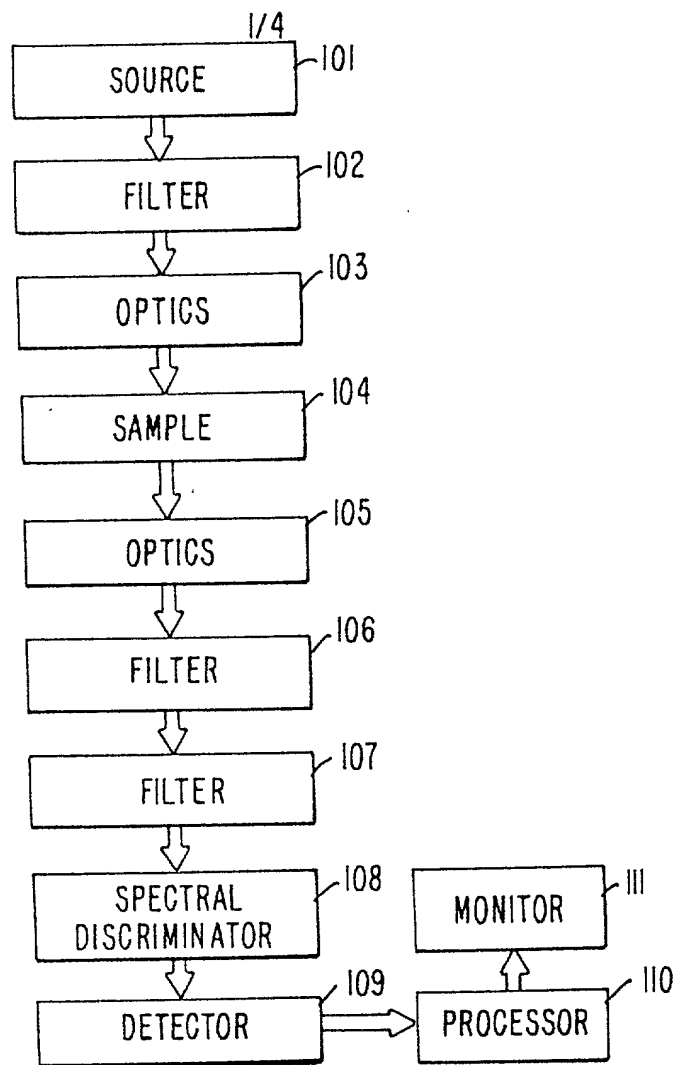 1/4
101
SOURCE
102
FILTER
103
OPTICS
104
SAMPLE
105
OPTICS
106
FILTER
107
FILTER
108
SPECTRAL
DISCRIMINATOR
109
DETECTOR
111
MONITOR
110
PROCESSOR